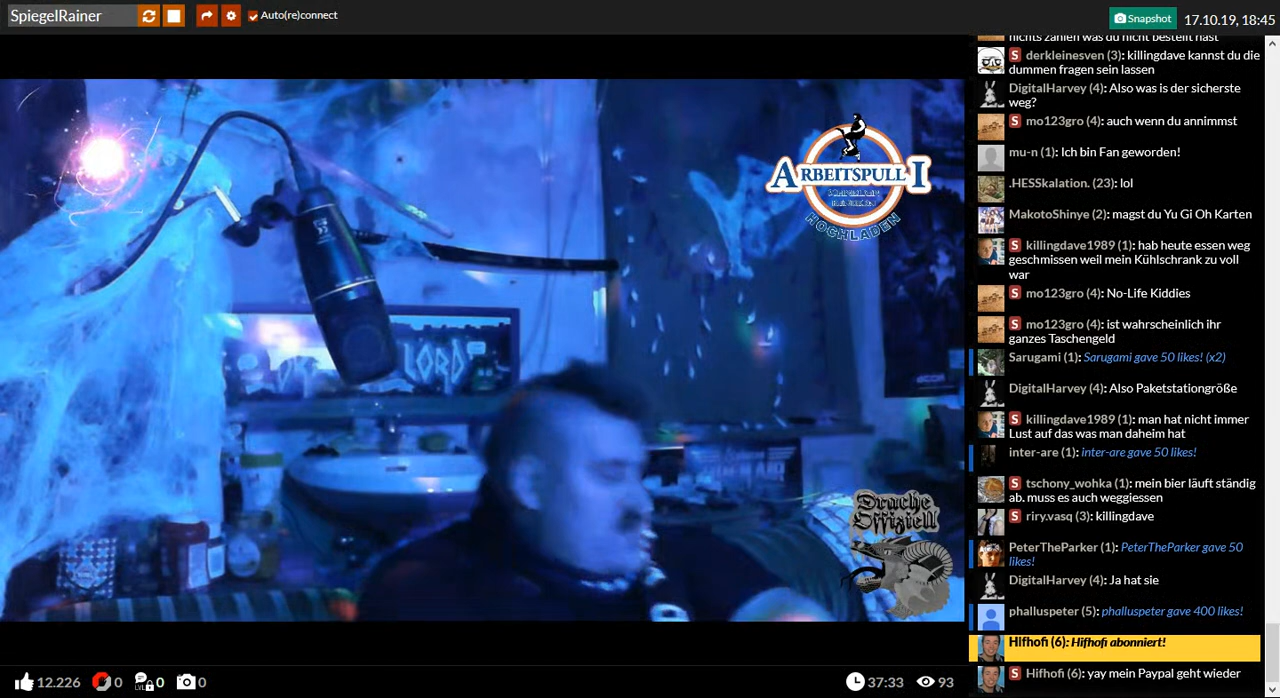 SpiegelRainer
Auto(re)connect
Snapshot
17.10.19, 18:45
ARBEITSPULLI
HOCHLADEN
LORD
Drache
Offiziell
nichts zahlen was du nicht bestellt hast
S derkleinesven (3): killingdave kannst du die
dummen fragen sein lassen
DigitalHarvey (4): Also was is der sicherste
weg?
S mo123gro (4): auch wenn du annimmst
mu-n (1): Ich bin Fan geworden!
.HESSkalation. (23): lol
MakotoShinye (2): magst du Yu Gi Oh Karten
S killingdave1989 (1): hab heute essen weg
geschmissen weil mein Kühlschrank zu voll
war
S mo123gro (4): No-Life Kiddies
S mo123gro (4): ist wahrscheinlich ihr
ganzes Taschengeld
Sarugami (1): Sarugami gave 50 likes! (x2)
DigitalHarvey (4): Also Paketstationgröße
S killingdave1989 (1): man hat nicht immer
Lust auf das was man daheim hat
inter-are (1): inter-are gave 50 likes!
S tschony_wohka (1): mein bier läuft ständig
ab. muss es auch weggiessen
S riry.vasq (3): killingdave
PeterTheParker (1): PeterTheParker gave 50
likes!
DigitalHarvey (4): Ja hat sie
phalluspeter (5): phalluspeter gave 400 likes!
Hifhofi (6): Hifhofi abonniert!
S Hifhofi (6): yay mein Paypal geht wieder
12.226
0
LVL 0
0
37:33
93